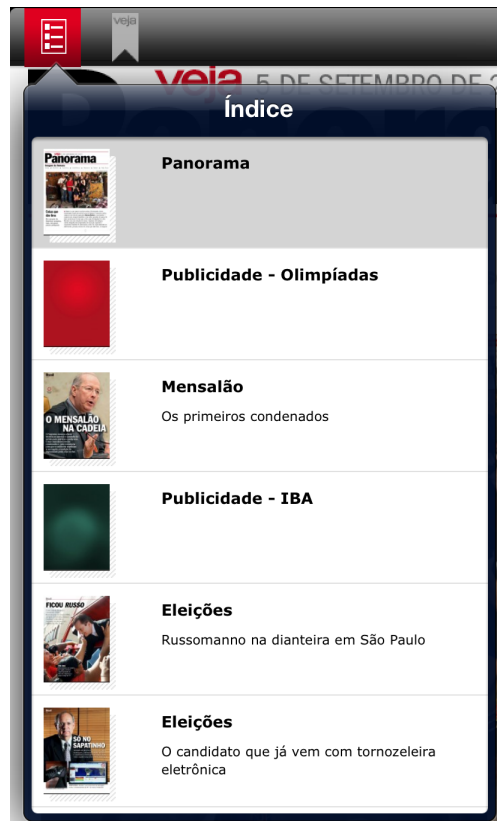 veja
veja 5 DE SETEMBRO DE
Índice
Panorama
Panorama
Publicidade - Olimpíadas
Brasil
O MENSALÃO
NA CADEIA
Mensalão
Os primeiros condenados
Publicidade - IBA
FICOU RUSSO
Eleições
Russomanno na dianteira em São Paulo
SÓ NO
SAPATINHO
Eleições
O candidato que já vem com tornozeleira
eletrônica